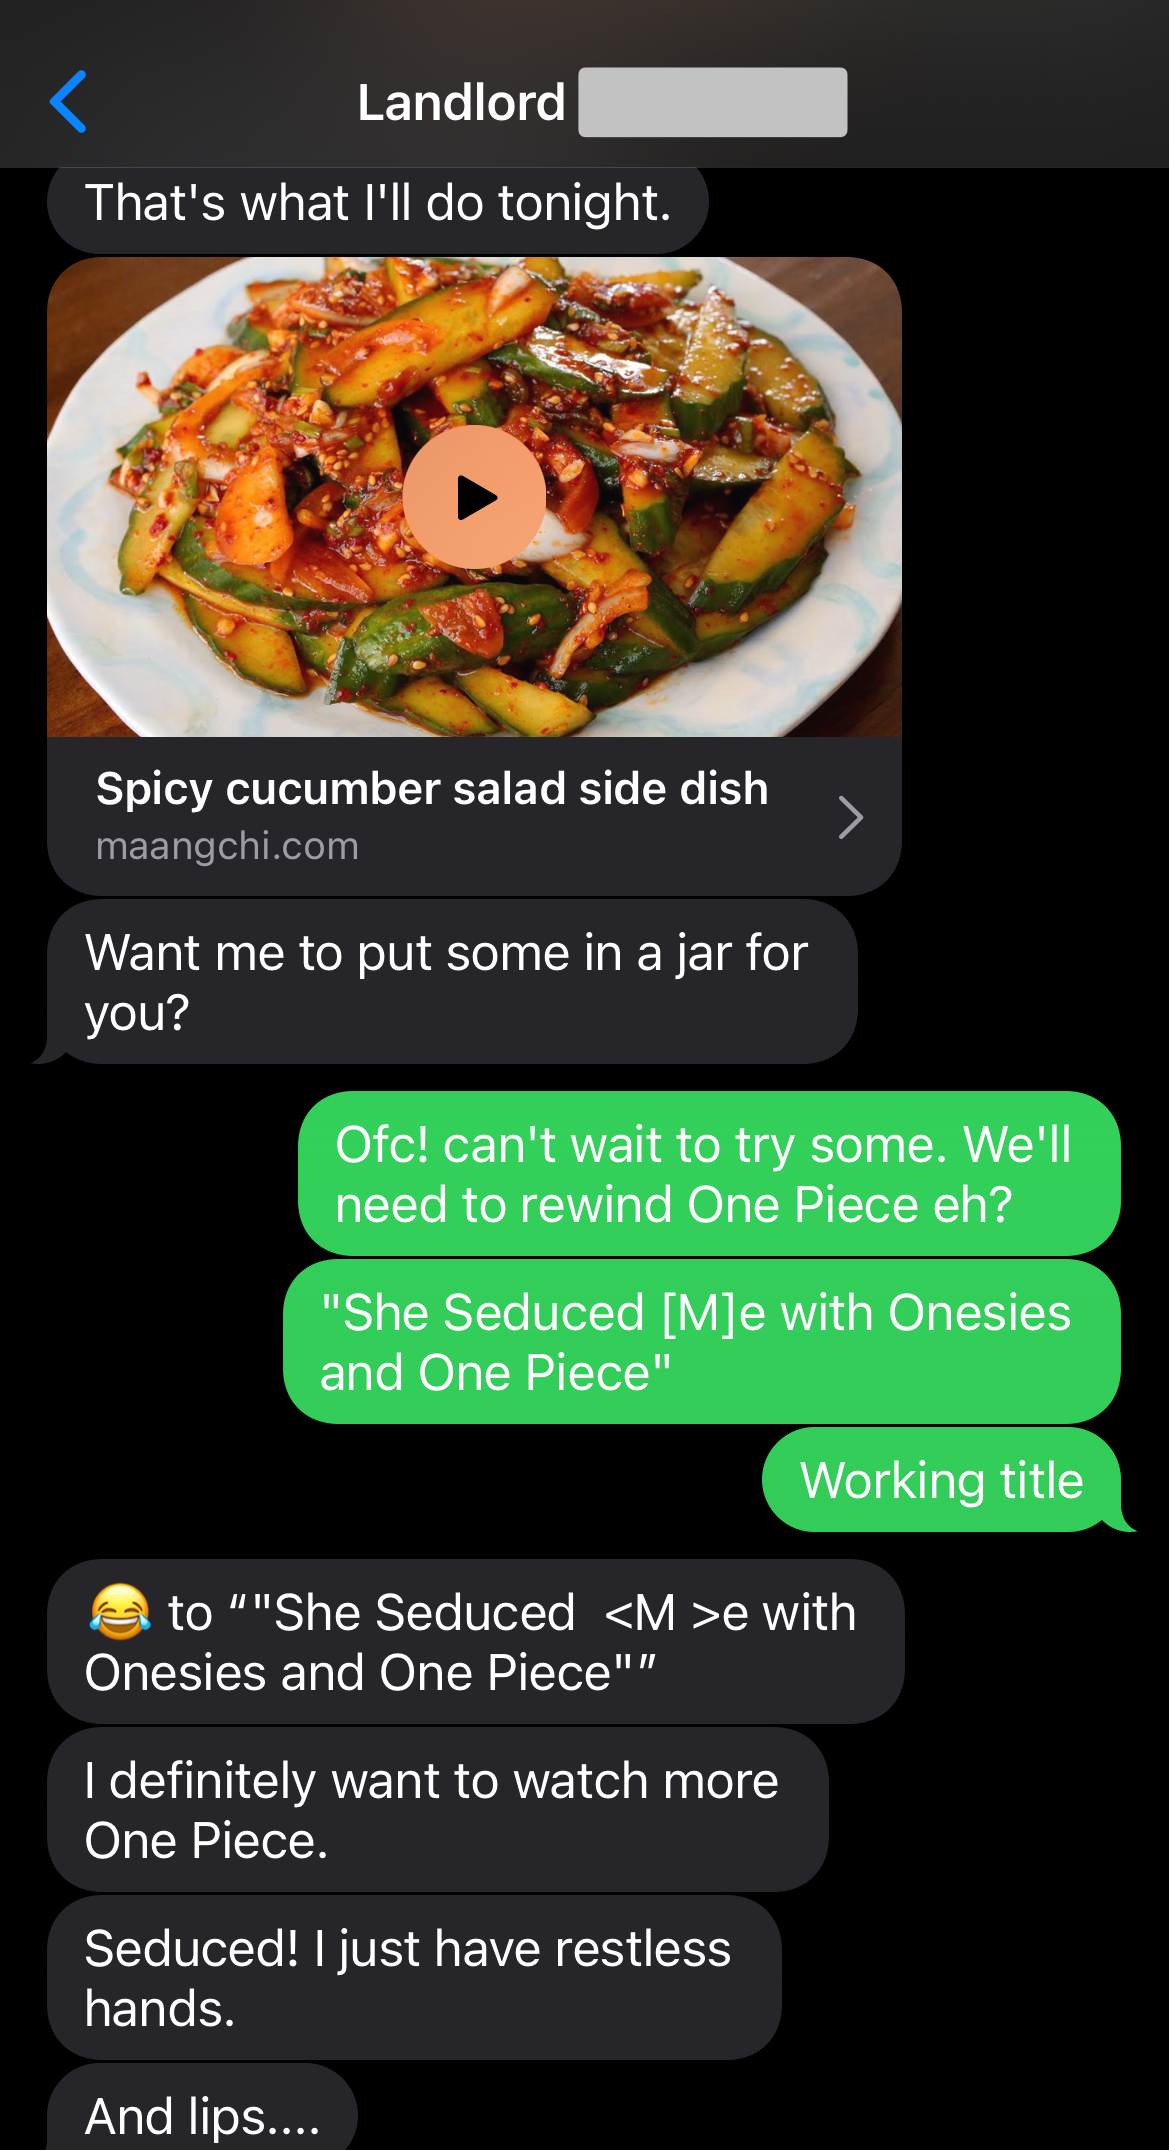 Landlord
That's what I'll do tonight.
Spicy cucumber salad side dish
maangchi.com
Want me to put some in a jar for
you?
Ofc! can't wait to try some. We'll
need to rewind One Piece eh?
"She Seduced [M]e with Onesies
and One Piece"
Working title
😂 to “"She Seduced  <M >e with
Onesies and One Piece"”
I definitely want to watch more
One Piece.
Seduced! I just have restless
hands.
And lips....